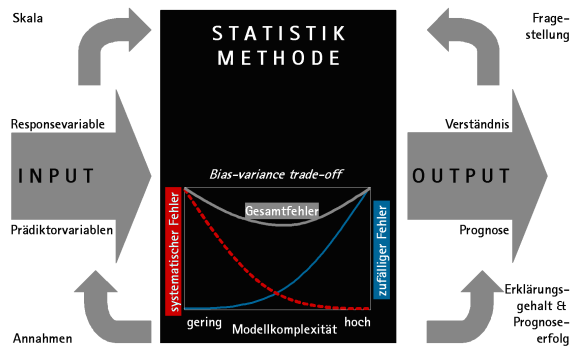 Skala
Responsevariable
INPUT
Prädiktorvariablen
Annahmen
STATISTIK
METHODE
Bias-variance trade-off
Gesamtfehler
systematischer Fehler
zufälliger Fehler
gering
hoch
Modellkomplexität
Frage-
stellung
Verständnis
OUTPUT
Prognose
Erklärungs-
gehalt &
Prognose-
erfolg